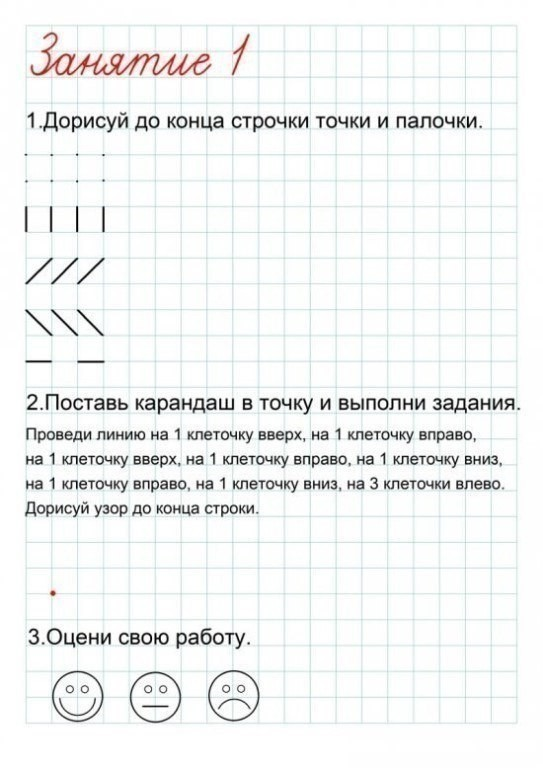 Занятие 1
1.Дорисуй до конца строчки точки и палочки.
2.Поставь карандаш в точку и выполни задания.
Проведи линию на 1 клеточку вверх, на 1 клеточку вправо,
на 1 клеточку вверх, на 1 клеточку вправо, на 1 клеточку вниз,
на 1 клеточку вправо, на 1 клеточку вниз, на 3 клеточки влево.
Дорисуй узор до конца строки.
3.Оцени свою работу.